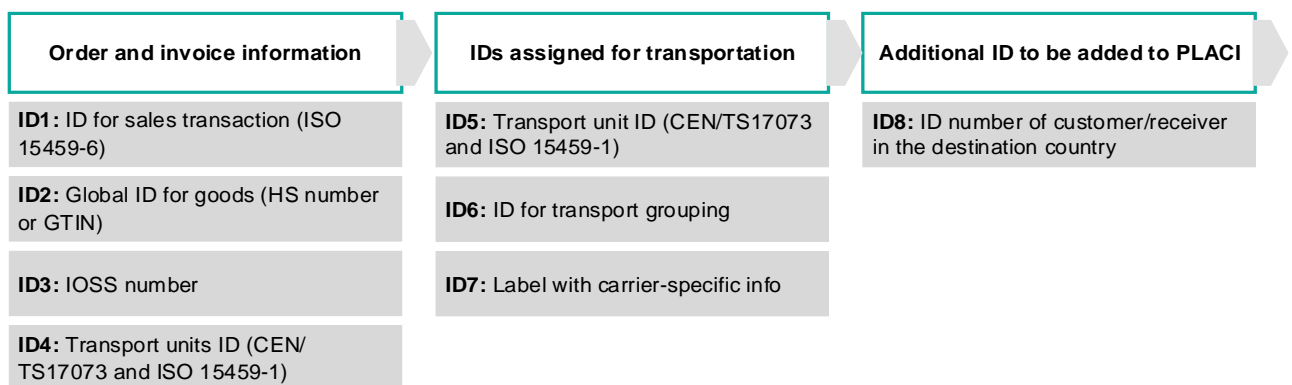 Order and invoice information
IDs assigned for transportation
Additional ID to be added to PLACI
ID1: ID for sales transaction (ISO
15459-6)
ID2: Global ID for goods (HS number
or GTIN)
ID3: IOSS number
ID4: Transport units ID (CEN/
TS17073 and ISO 15459-1)
ID5: Transport unit ID (CEN/TS17073
and ISO 15459-1)
ID6: ID for transport grouping
ID7: Label with carrier-specific info
ID8: ID number of customer/receiver
in the destination country